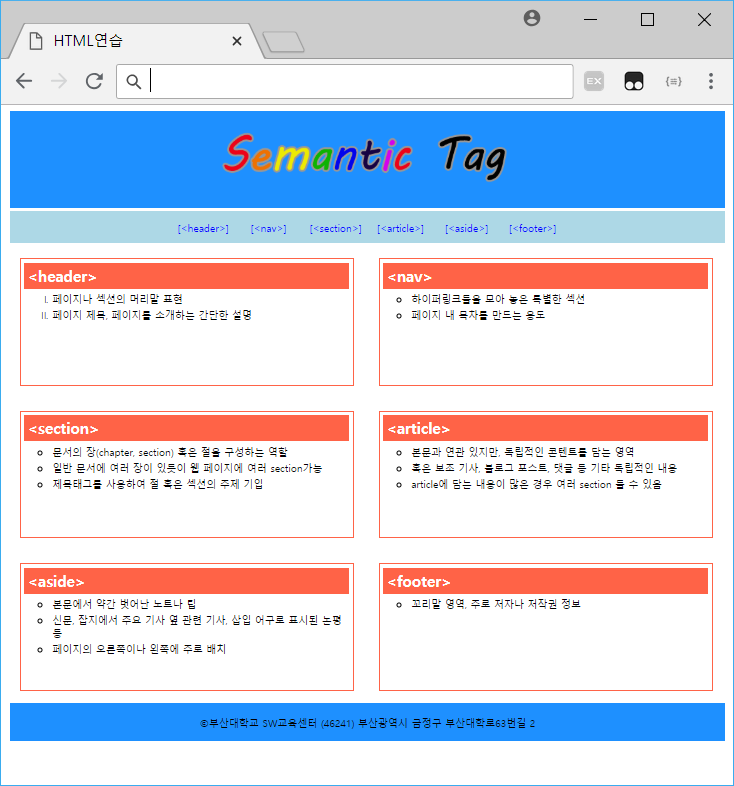 HTML연습
EX
Semantic Tag
[<header>] [<nav>] [<section>] [<article>] [<aside>] [<footer>]
<header>
I. 페이지나 섹션의 머리말 표현
II. 페이지 제목, 페이지를 소개하는 간단한 설명
<nav>
하이퍼링크들을 모아 놓은 특별한 섹션
페이지 내 목차를 만드는 용도
<section>
문서의 장(chapter, section) 혹은 절을 구성하는 역할
일반 문서에 여러 장이 있듯이 웹 페이지에 여러 section가능
제목태그를 사용하여 절 혹은 섹션의 주제 기입
<article>
본문과 연관 있지만, 독립적인 콘텐트를 담는 영역
혹은 보조 기사, 블로그 포스트, 댓글 등 기타 독립적인 내용
article에 담는 내용이 많은 경우 여러 section 둘 수 있음
<aside>
본문에서 약간 벗어난 노트나 팁
신문, 잡지에서 주요 기사 옆 관련 기사, 삽입 어구로 표시된 논평
등
페이지의 오른쪽이나 왼쪽에 주로 배치
<footer>
꼬리말 영역, 주로 저자나 저작권 정보
©부산대학교 SW교육센터 (46241) 부산광역시 금정구 부산대학로63번길 2